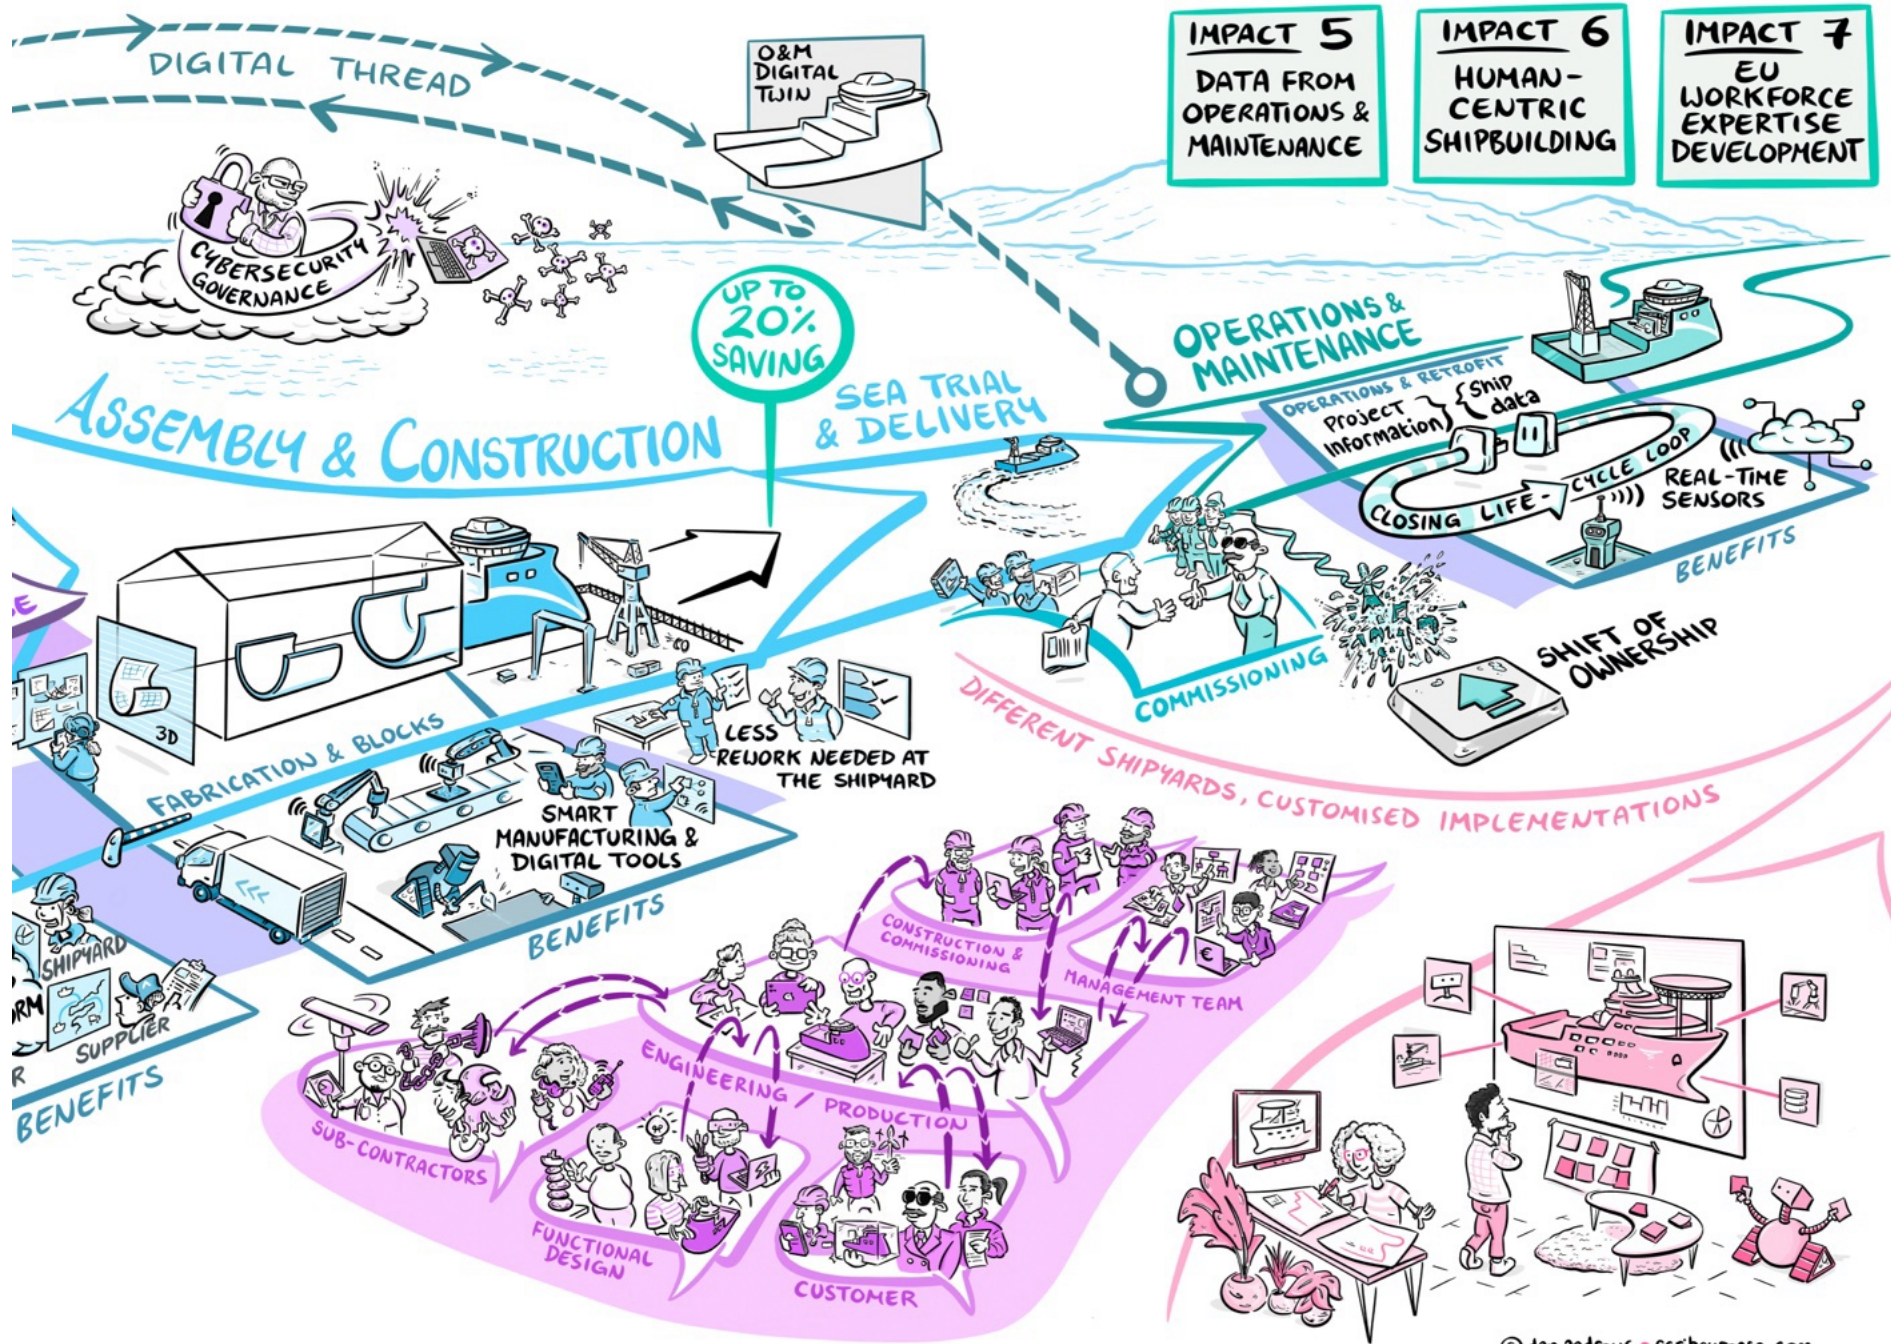 DIGITAL THREAD
O&M
DIGITAL
TWIN
IMPACT 5
DATA FROM
OPERATIONS &
MAINTENANCE
IMPACT 6
HUMAN-
CENTRIC
SHIPBUILDING
IMPACT 7
EU
WORKFORCE
EXPERTISE
DEVELOPMENT
CYBERSECURITY
GOVERNANCE
UP TO
20%
SAVING
ASSEMBLY & CONSTRUCTION
SEA TRIAL
& DELIVERY
OPERATIONS &
MAINTENANCE
OPERATIONS & RETROFIT
Project
Information
Ship
data
CLOSING LIFE-CYCLE LOOP
REAL-TIME
SENSORS
BENEFITS
SHIFT OF
OWNERSHIP
COMMISSIONING
DIFFERENT SHIPYARDS, CUSTOMISED IMPLEMENTATIONS
3D
FABRICATION & BLOCKS
LESS
REWORK NEEDED AT
THE SHIPYARD
SMART
MANUFACTURING &
DIGITAL TOOLS
BENEFITS
SHIPYARD
SUPPLIER
BENEFITS
CONSTRUCTION &
COMMISSIONING
MANAGEMENT TEAM
€
ENGINEERING / PRODUCTION
SUB-CONTRACTORS
FUNCTIONAL
DESIGN
CUSTOMER